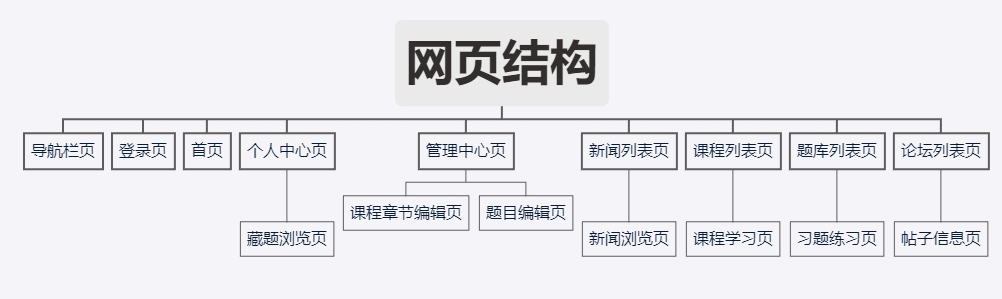 网页结构
导航栏页
登录页
首页
个人中心页
管理中心页
新闻列表页
课程列表页
题库列表页
论坛列表页
课程章节编辑页
题目编辑页
藏题浏览页
新闻浏览页
课程学习页
习题练习页
帖子信息页